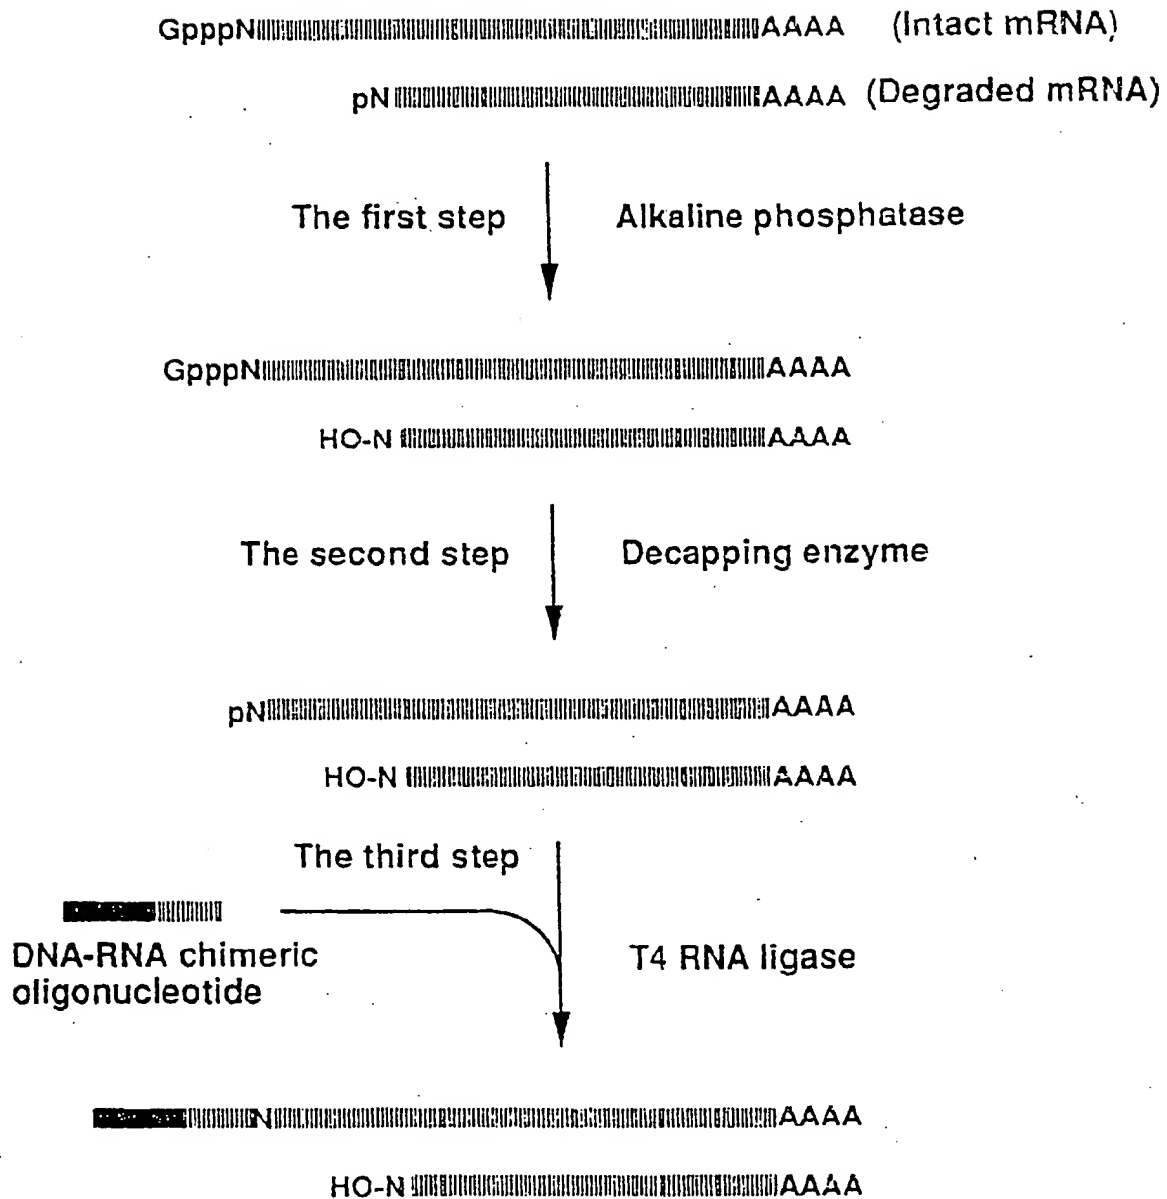 GpppN AAAA (Intact mRNA)
pN AAAA (Degraded mRNA)
The first step Alkaline phosphatase
GpppN AAAA
HO-N AAAA
The second step Decapping enzyme
pN AAAA
HO-N AAAA
The third step
DNA-RNA chimeric
oligonucleotide
T4 RNA ligase
N AAAA
HO-N AAAA